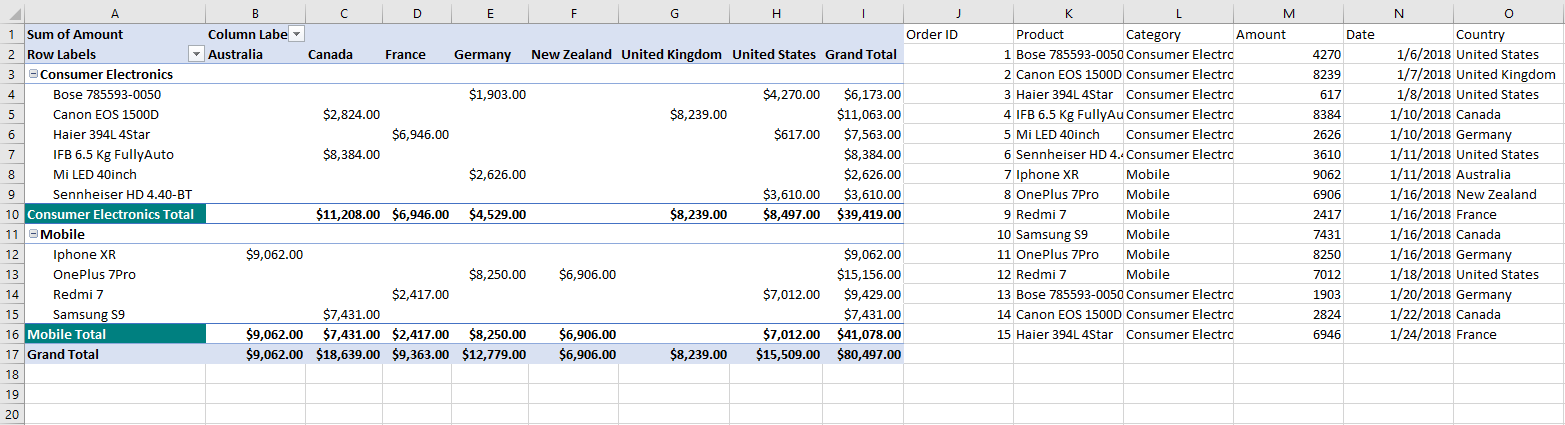 A B C D E F G H I J K L M N O
1 Sum of Amount Column Labe Order ID Product Category Amount Date Country
2 Row Labels Australia Canada France Germany New Zealand United Kingdom United States Grand Total 1 Bose 785593-0050 Consumer Electro 4270 1/6/2018 United States
3 Consumer Electronics 2 Canon EOS 1500D Consumer Electro 8239 1/7/2018 United Kingdom
4 Bose 785593-0050 $1,903.00 $4,270.00 $6,173.00 3 Haier 394L 4Star Consumer Electro 617 1/8/2018 United States
5 Canon EOS 1500D $2,824.00 $8,239.00 $11,063.00 4 IFB 6.5 Kg FullyAu Consumer Electro 8384 1/10/2018 Canada
6 Haier 394L 4Star $6,946.00 $617.00 $7,563.00 5 Mi LED 40inch Consumer Electro 2626 1/10/2018 Germany
7 IFB 6.5 Kg FullyAuto $8,384.00 $8,384.00 6 Sennheiser HD 4. Consumer Electro 3610 1/11/2018 United States
8 Mi LED 40inch $2,626.00 $2,626.00 7 Iphone XR Mobile 9062 1/11/2018 Australia
9 Sennheiser HD 4.40-BT $3,610.00 $3,610.00 8 OnePlus 7Pro Mobile 6906 1/16/2018 New Zealand
10 Consumer Electronics Total $11,208.00 $6,946.00 $4,529.00 $8,239.00 $8,497.00 $39,419.00 9 Redmi 7 Mobile 2417 1/16/2018 France
11 Mobile 10 Samsung S9 Mobile 7431 1/16/2018 Canada
12 Iphone XR $9,062.00 $9,062.00 11 OnePlus 7Pro Mobile 8250 1/16/2018 Germany
13 OnePlus 7Pro $8,250.00 $6,906.00 $15,156.00 12 Redmi 7 Mobile 7012 1/18/2018 United States
14 Redmi 7 $2,417.00 $7,012.00 $9,429.00 13 Bose 785593-0050 Consumer Electro 1903 1/20/2018 Germany
15 Samsung S9 $7,431.00 $7,431.00 14 Canon EOS 1500D Consumer Electro 2824 1/22/2018 Canada
16 Mobile Total $9,062.00 $7,431.00 $2,417.00 $8,250.00 $6,906.00 $7,012.00 $41,078.00 15 Haier 394L 4Star Consumer Electro 6946 1/24/2018 France
17 Grand Total $9,062.00 $18,639.00 $9,363.00 $12,779.00 $6,906.00 $8,239.00 $15,509.00 $80,497.00
18
19
20